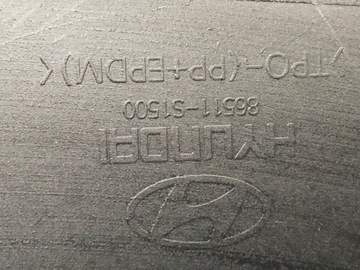 HYUNDAI
86511-S1500
>TPO-(PP+EPDM)<